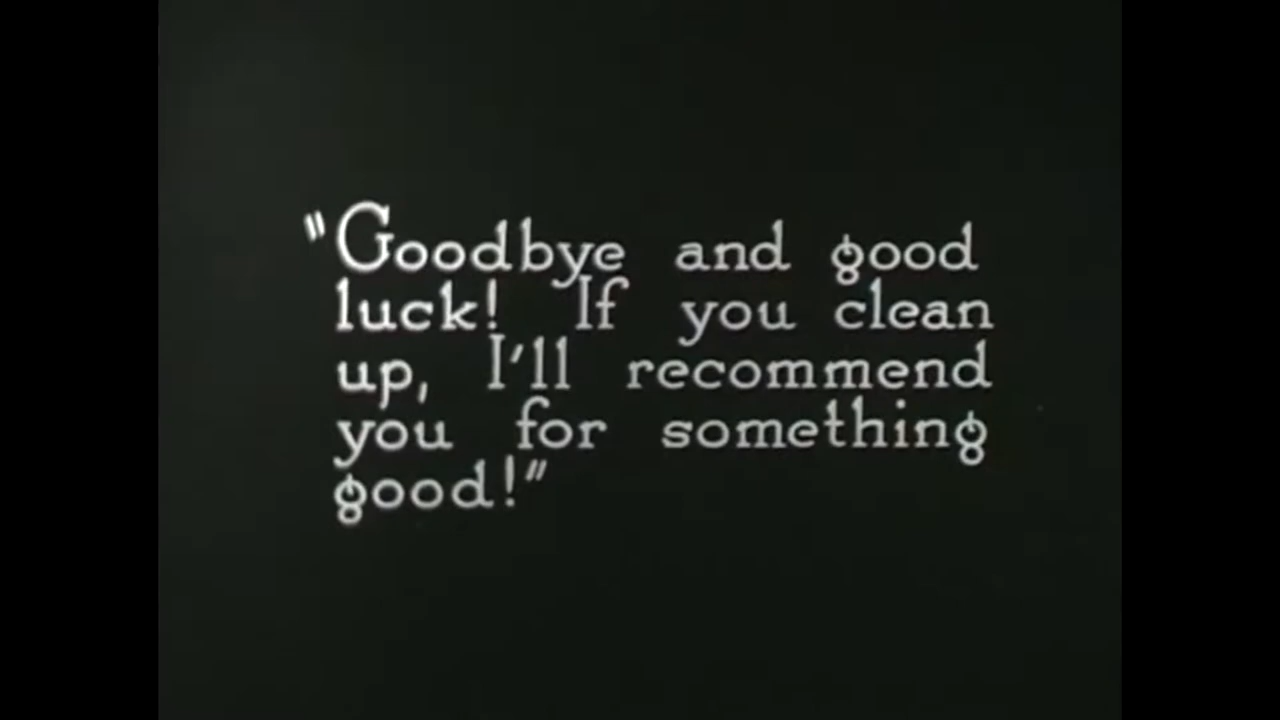 "Goodbye and good
luck! If you clean
up, I'll recommend
you for something
good!"